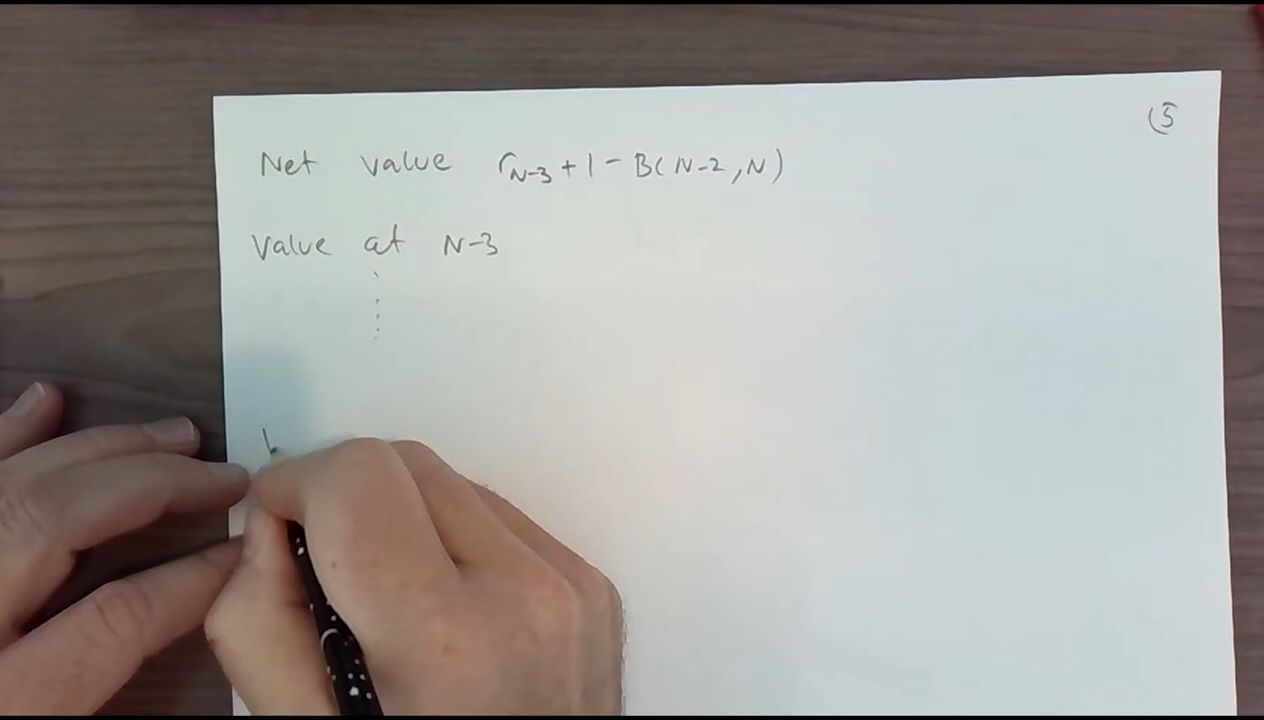 (5
Net value r_{N-3} + 1 - B(N-2, N)
Value at N-3